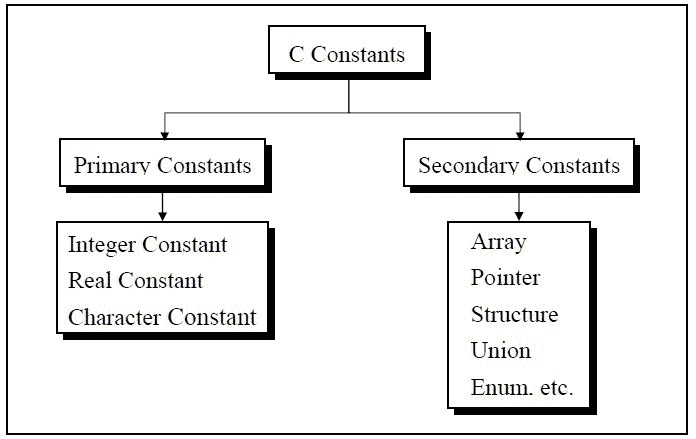 C Constants
Primary Constants
Secondary Constants
Integer Constant
Real Constant
Character Constant
Array
Pointer
Structure
Union
Enum. etc.